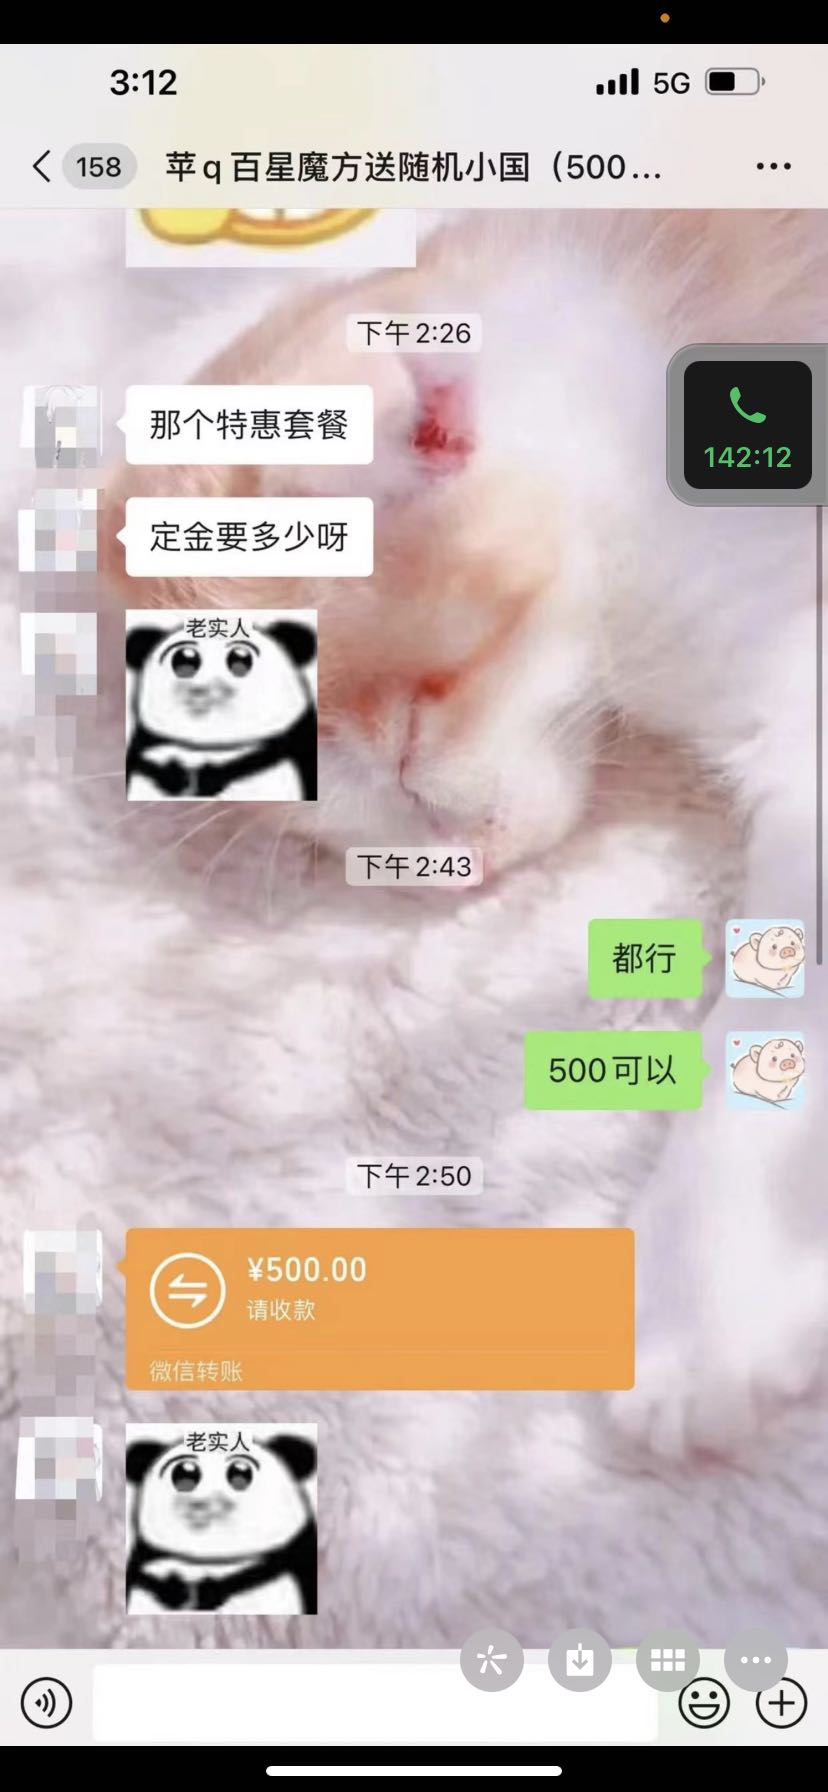 3:12
5G
158
苹q百星魔方送随机小国（500...
下午2:26
142:12
那个特惠套餐
定金要多少呀
老实人
下午2:43
都行
500可以
下午2:50
¥500.00
请收款
微信转账
老实人